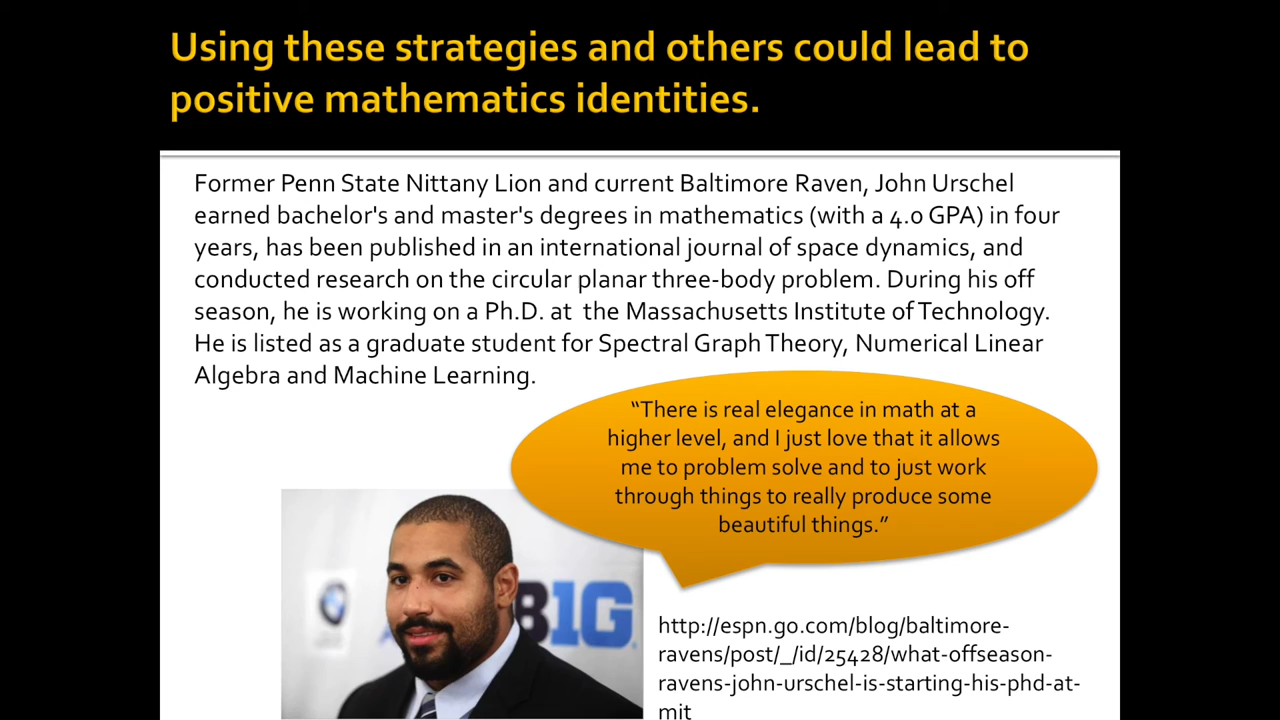 Using these strategies and others could lead to
positive mathematics identities.
Former Penn State Nittany Lion and current Baltimore Raven, John Urschel
earned bachelor's and master's degrees in mathematics (with a 4.0 GPA) in four
years, has been published in an international journal of space dynamics, and
conducted research on the circular planar three-body problem. During his off
season, he is working on a Ph.D. at  the Massachusetts Institute of Technology.
He is listed as a graduate student for Spectral Graph Theory, Numerical Linear
Algebra and Machine Learning.
“There is real elegance in math at a
higher level, and I just love that it allows
me to problem solve and to just work
through things to really produce some
beautiful things.”
B1G
http://espn.go.com/blog/baltimore-
ravens/post/_/id/25428/what-offseason-
ravens-john-urschel-is-starting-his-phd-at-
mit